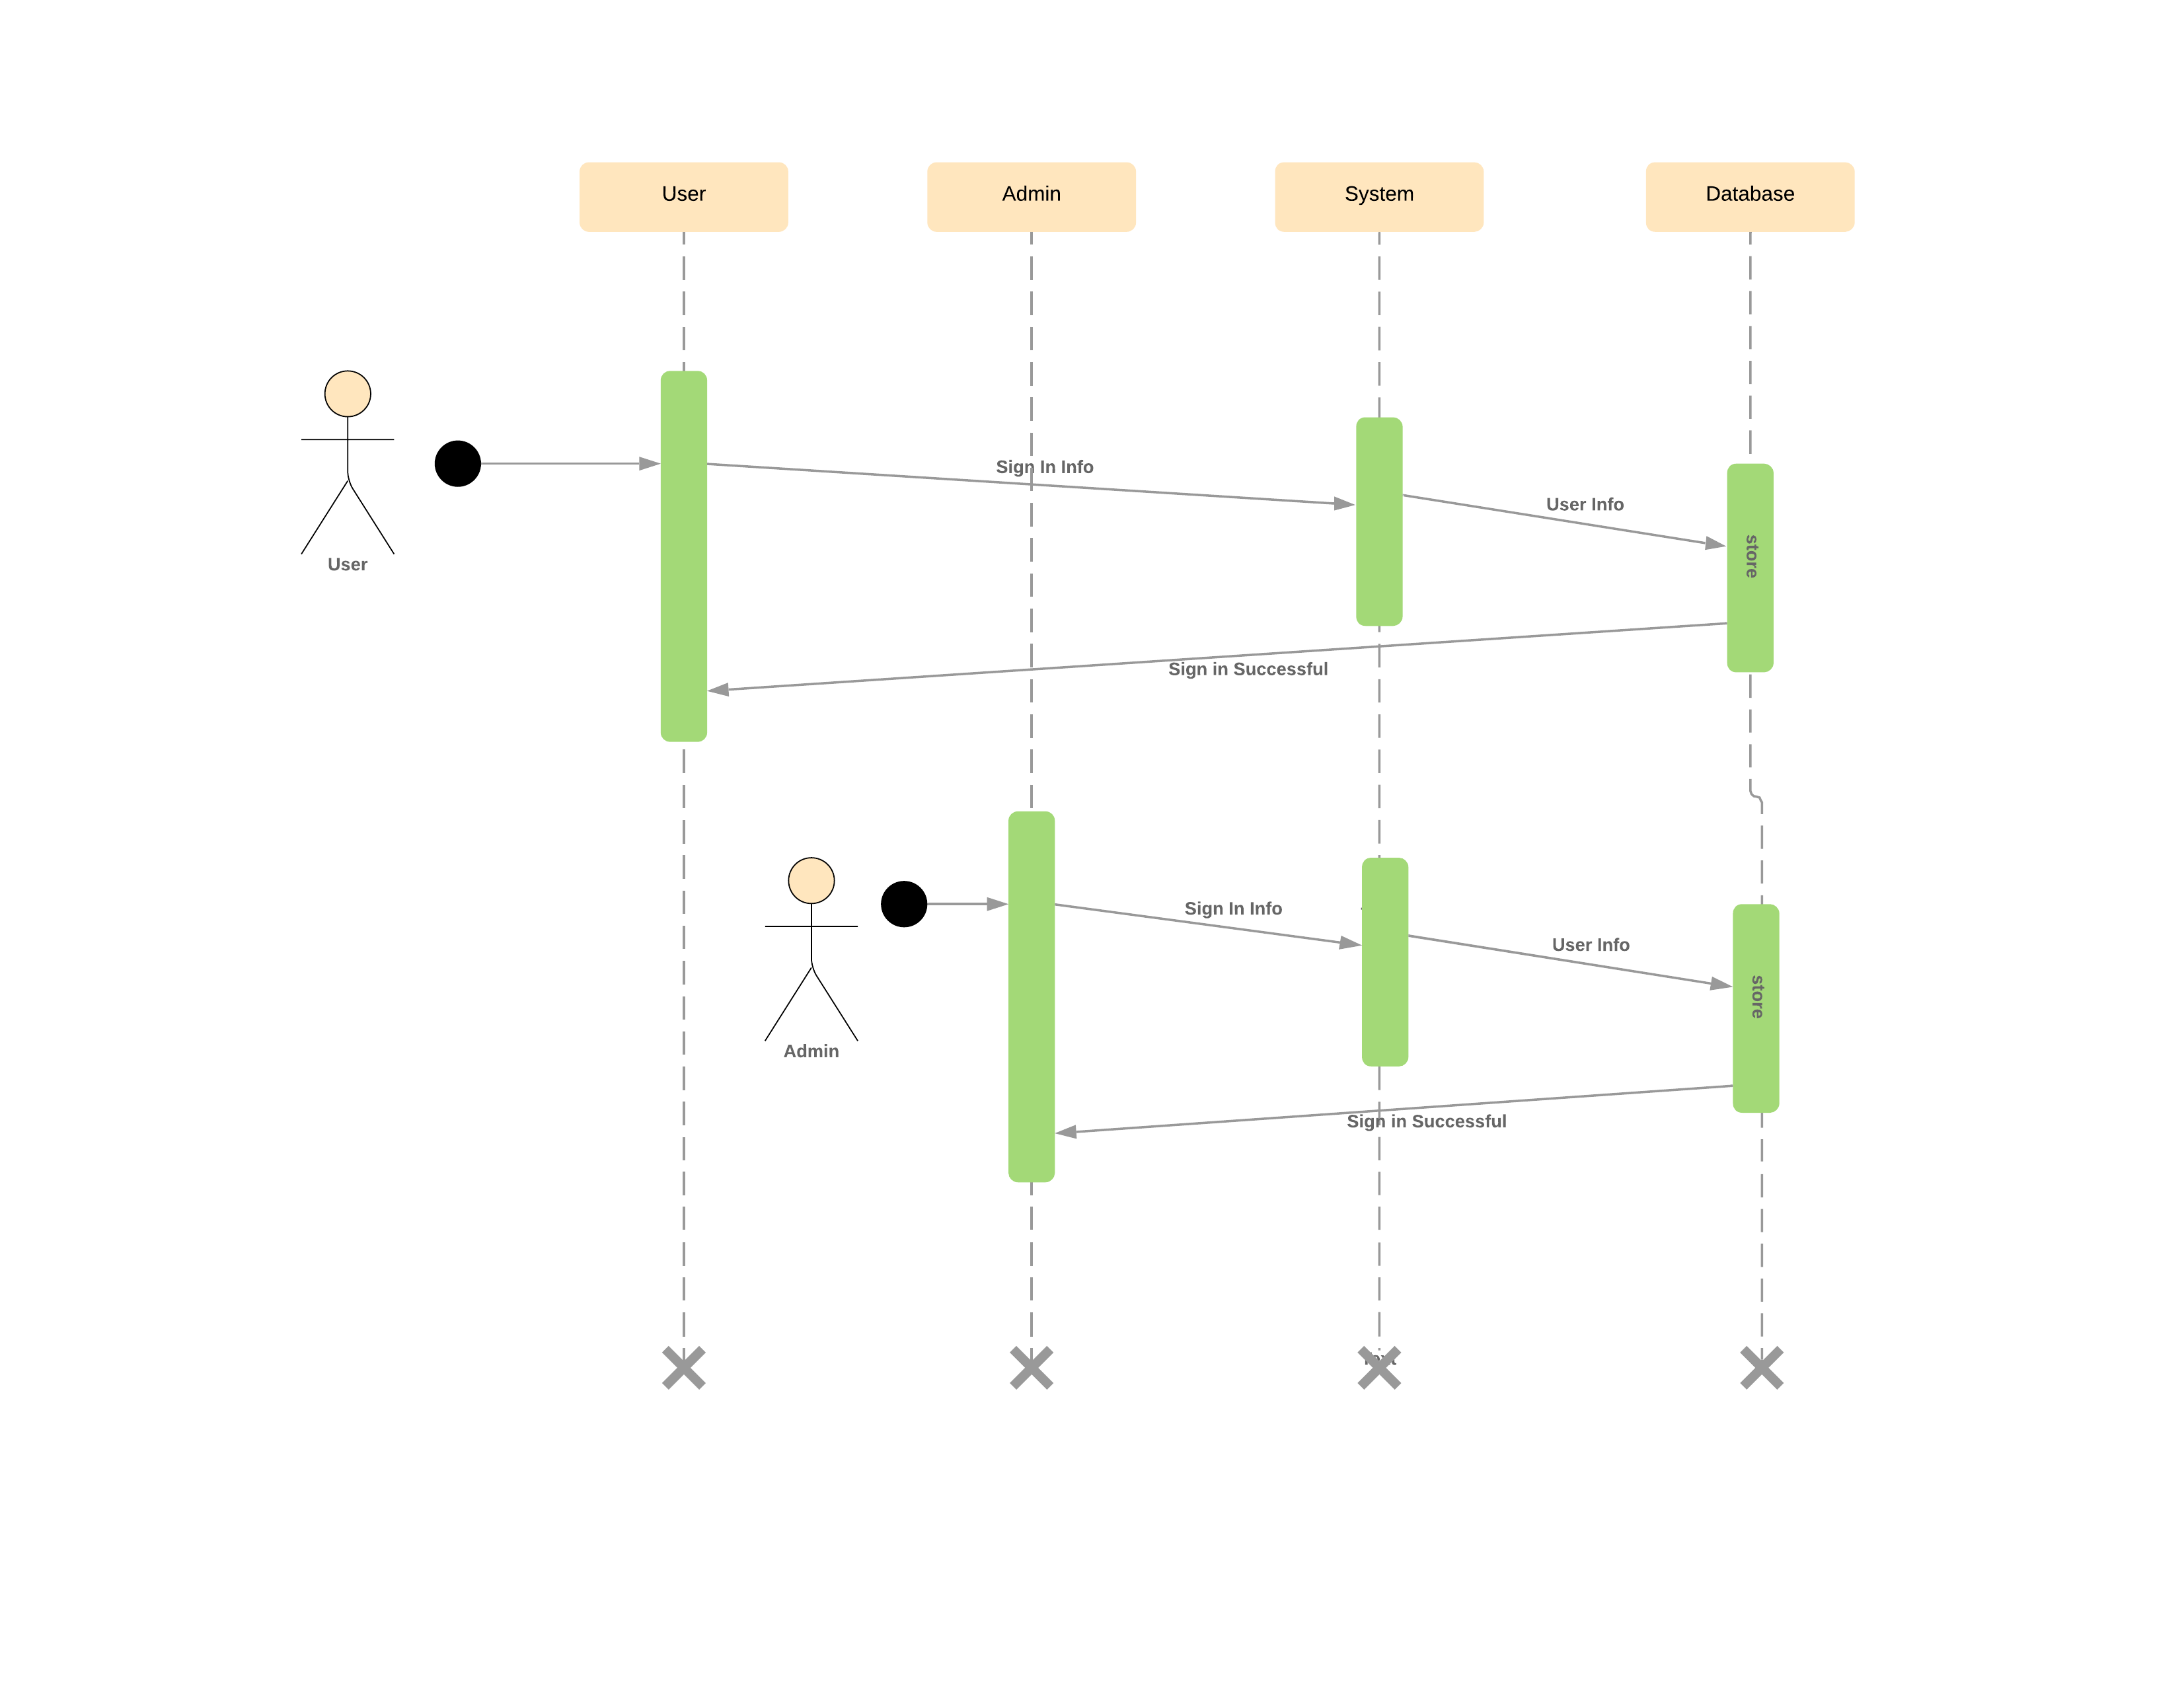 User
Admin
System
Database
Sign In Info
User Info
store
User
Sign in Successful
Sign In Info
User Info
store
Admin
Sign in Successful